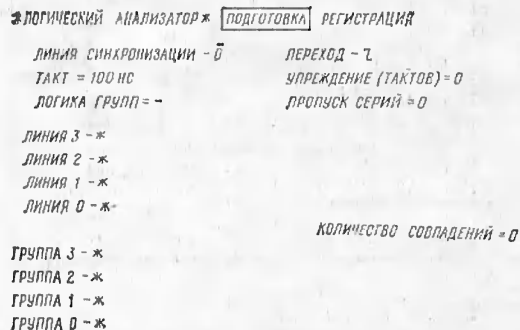 *ЛОГИЧЕСКИЙ АНАЛИЗАТОР* ПОДГОТОВКА РЕГИСТРАЦИЯ
ЛИНИЯ СИНХРОНИЗАЦИИ - 0̄ ПЕРЕХОД - ʅ
ТАКТ = 100 НС УПРЕЖДЕНИЕ (ТАКТОВ) = 0
ЛОГИКА ГРУПП = - ПРОПУСК СЕРИЙ = 0
ЛИНИЯ 3 - ж
ЛИНИЯ 2 - ж
ЛИНИЯ 1 - ж
ЛИНИЯ 0 - ж
КОЛИЧЕСТВО СОВПАДЕНИЙ = 0
ГРУППА 3 - ж
ГРУППА 2 - ж
ГРУППА 1 - ж
ГРУППА 0 - ж